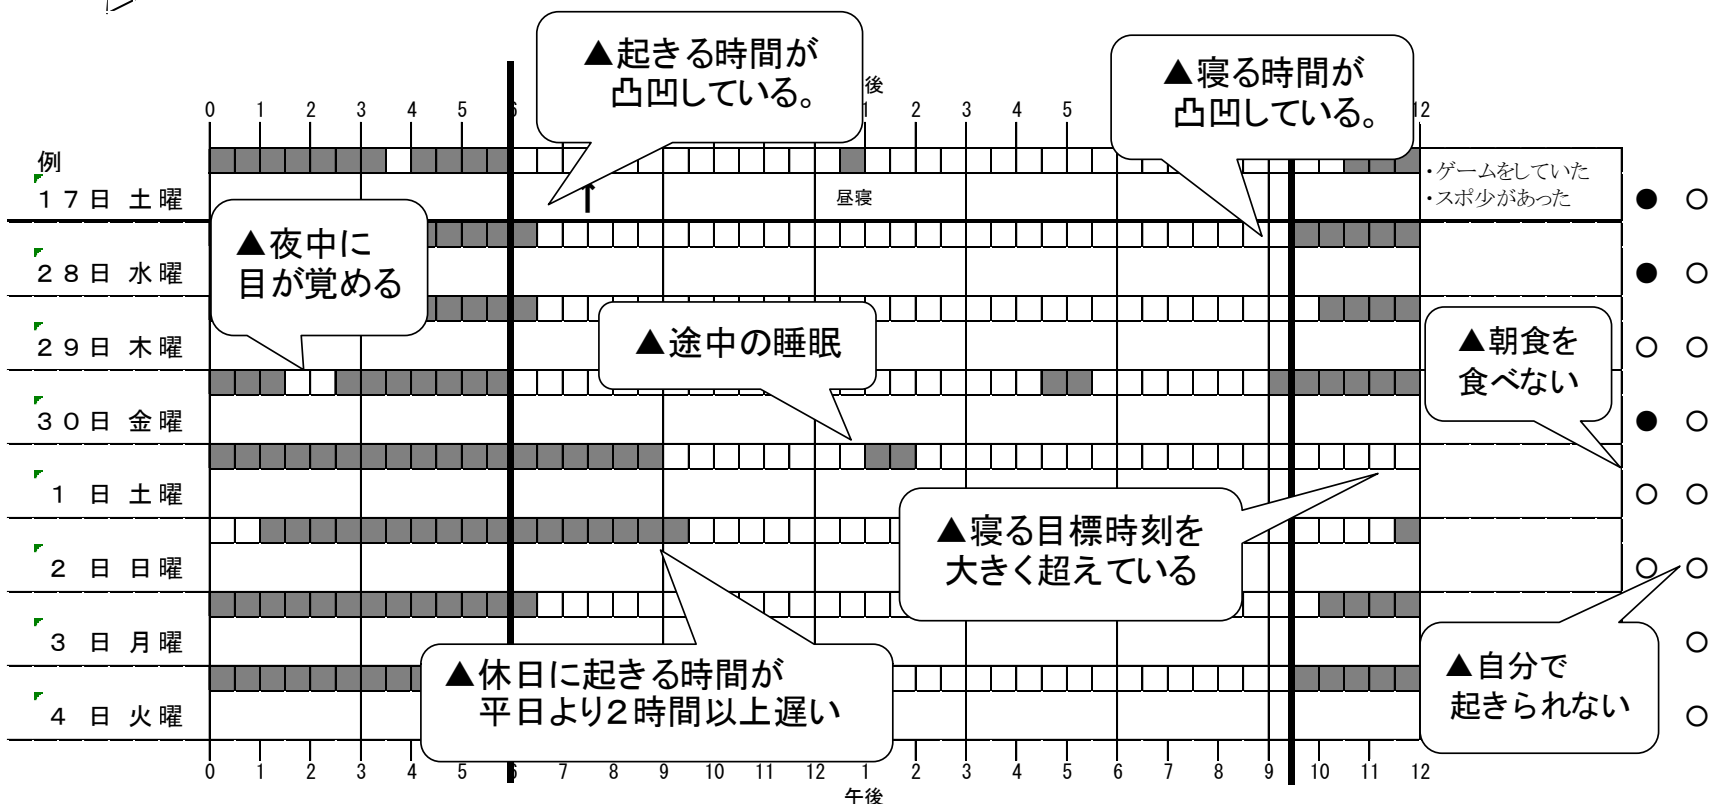 ▲起きる時間が
凸凹している。
▲寝る時間が
凸凹している。
後
0 1 2 3 4 5 6 1 2 3 4 5 12
例
17日 土曜
昼寝
・ゲームをしていた
・スポ少があった
● ○
▲夜中に
目が覚める
28日 水曜
● ○
29日 木曜
▲途中の睡眠
▲朝食を
食べない
○ ○
30日 金曜
● ○
1日 土曜
○ ○
▲寝る目標時刻を
大きく超えている
2日 日曜
○ ○
3日 月曜
○
▲休日に起きる時間が
平日より2時間以上遅い
▲自分で
起きられない
4日 火曜
○
0 1 2 3 4 5 6 7 8 9 10 11 12 1 2 3 4 5 6 7 8 9 10 11 12
午後